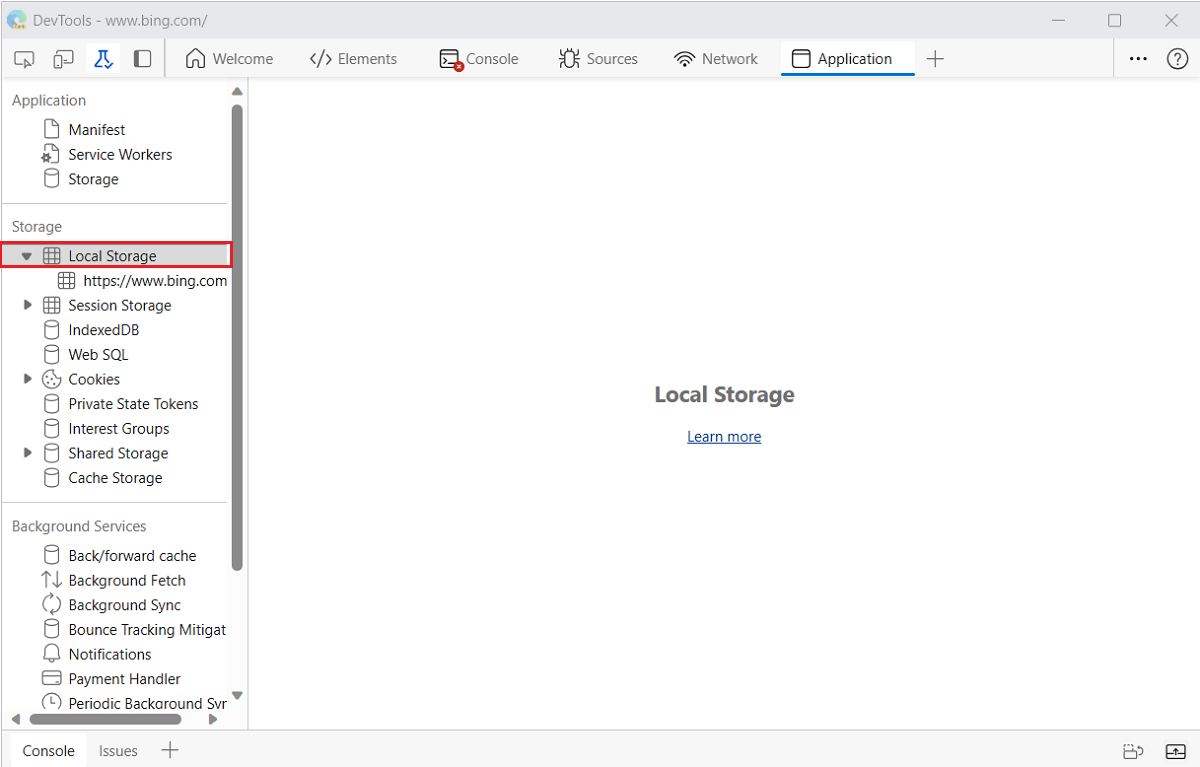 DevTools - www.bing.com/
Welcome
Elements
Console
Sources
Network
Application
Application
Manifest
Service Workers
Storage
Storage
Local Storage
https://www.bing.com
Session Storage
IndexedDB
Web SQL
Cookies
Private State Tokens
Interest Groups
Shared Storage
Cache Storage
Background Services
Back/forward cache
Background Fetch
Background Sync
Bounce Tracking Mitigat
Notifications
Payment Handler
Periodic Background Syr
Local Storage
Learn more
Console
Issues